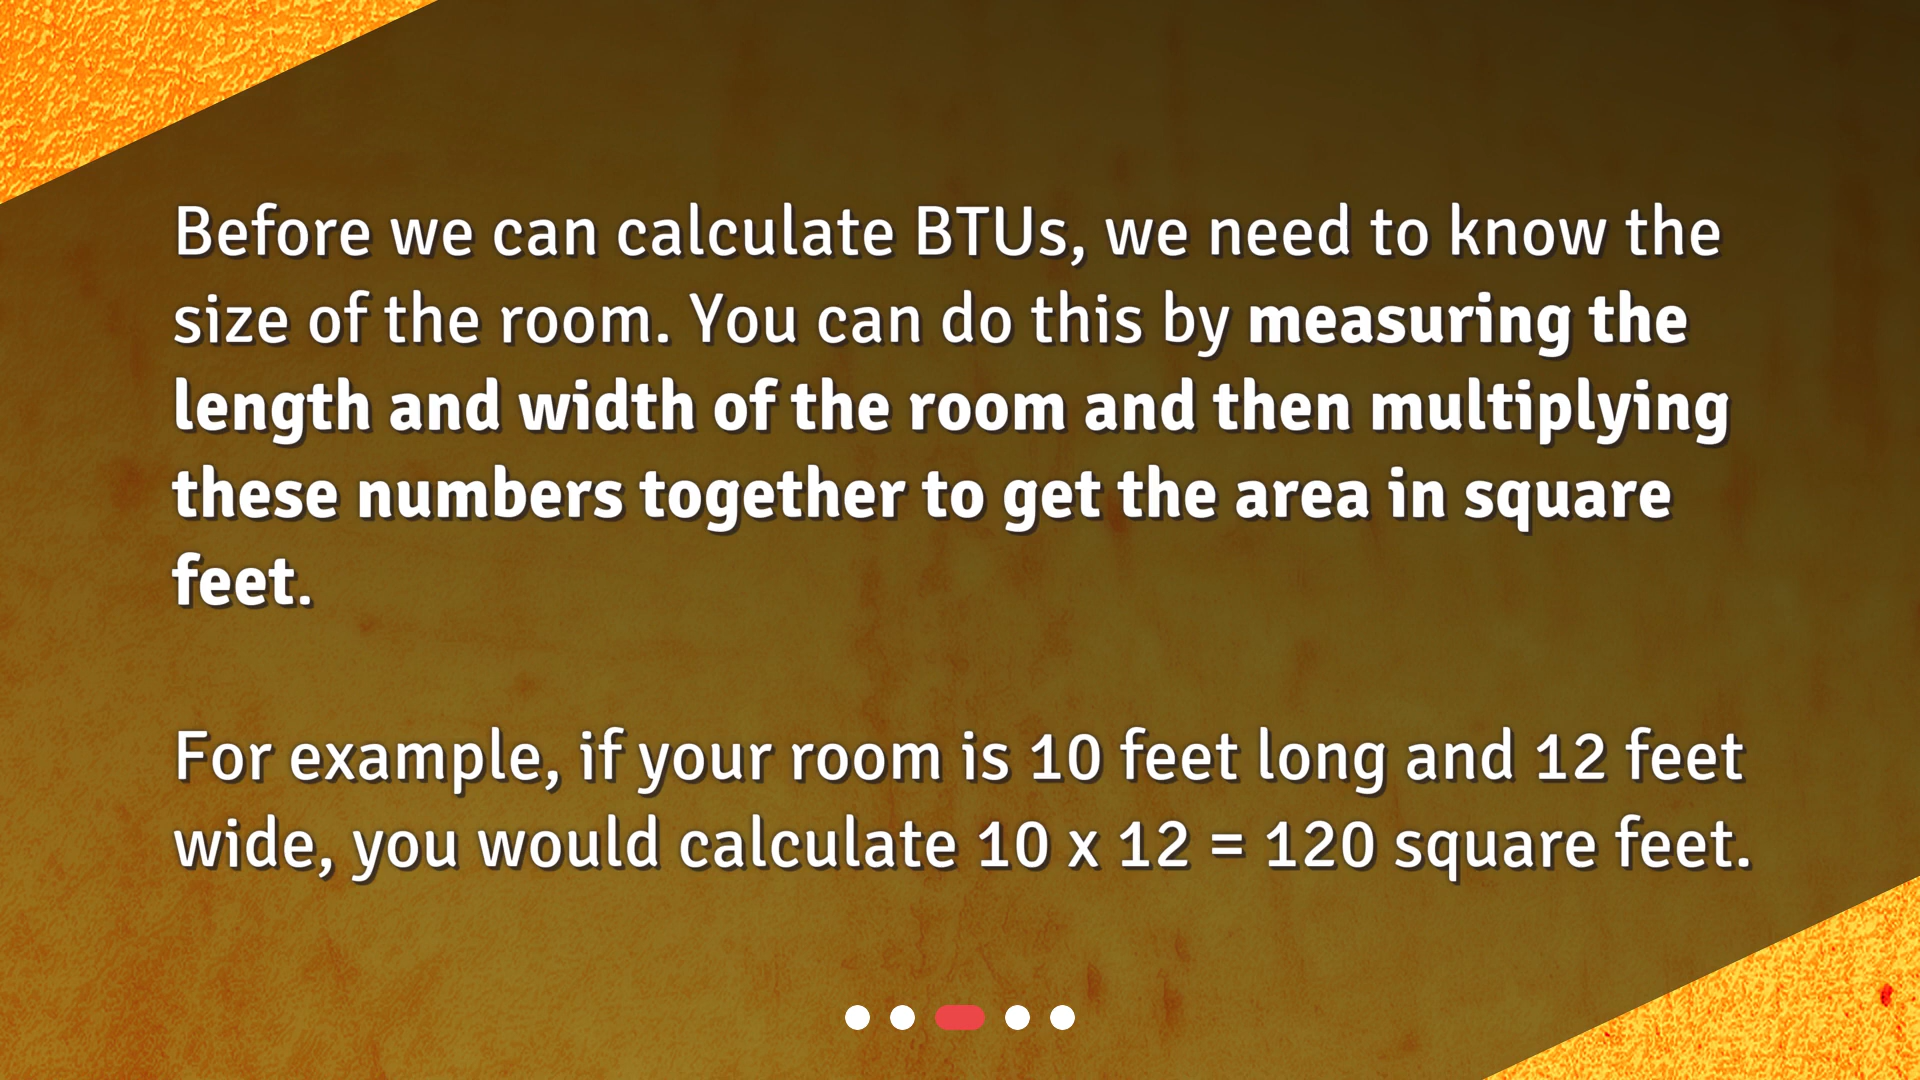 Before we can calculate BTUs, we need to know the
size of the room. You can do this by measuring the
length and width of the room and then multiplying
these numbers together to get the area in square
feet.
For example, if your room is 10 feet long and 12 feet
wide, you would calculate 10 x 12 = 120 square feet.